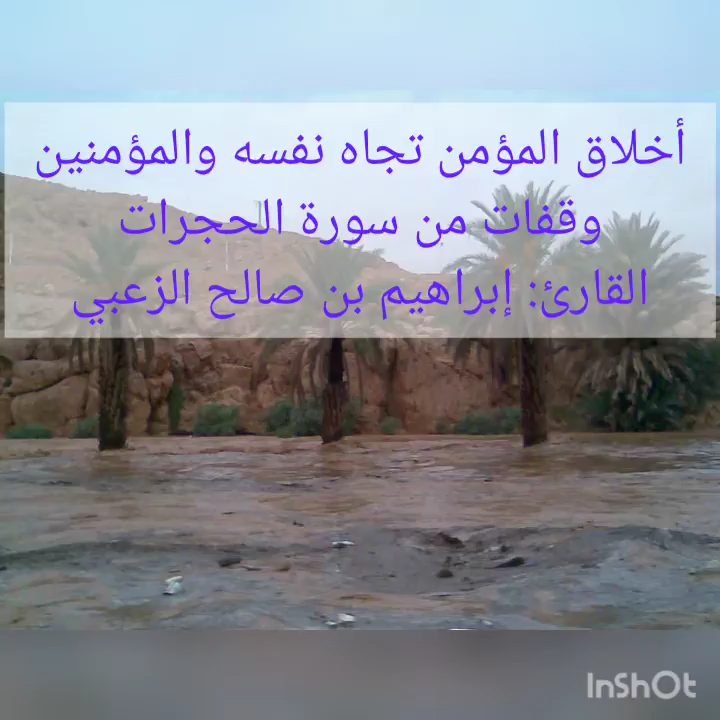 أخلاق المؤمن تجاه نفسه والمؤمنين
وقفات من سورة الحجرات
القارئ: إبراهيم بن صالح الزعبي
InShOt